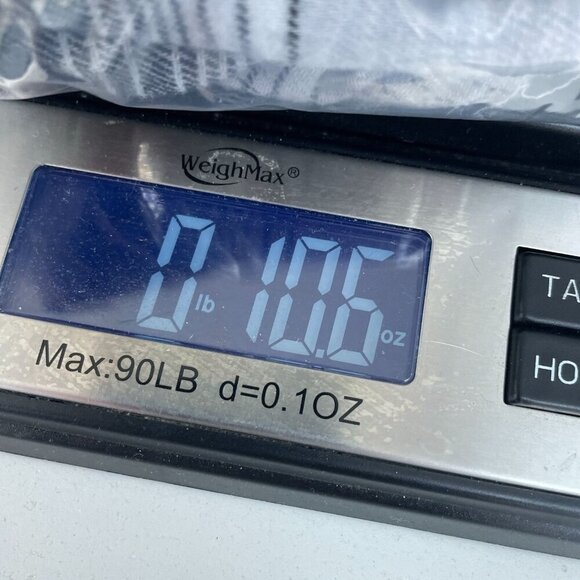 WeighMax®
0 lb 10.6 oz
Max:90LB d=0.1OZ
TA
HO